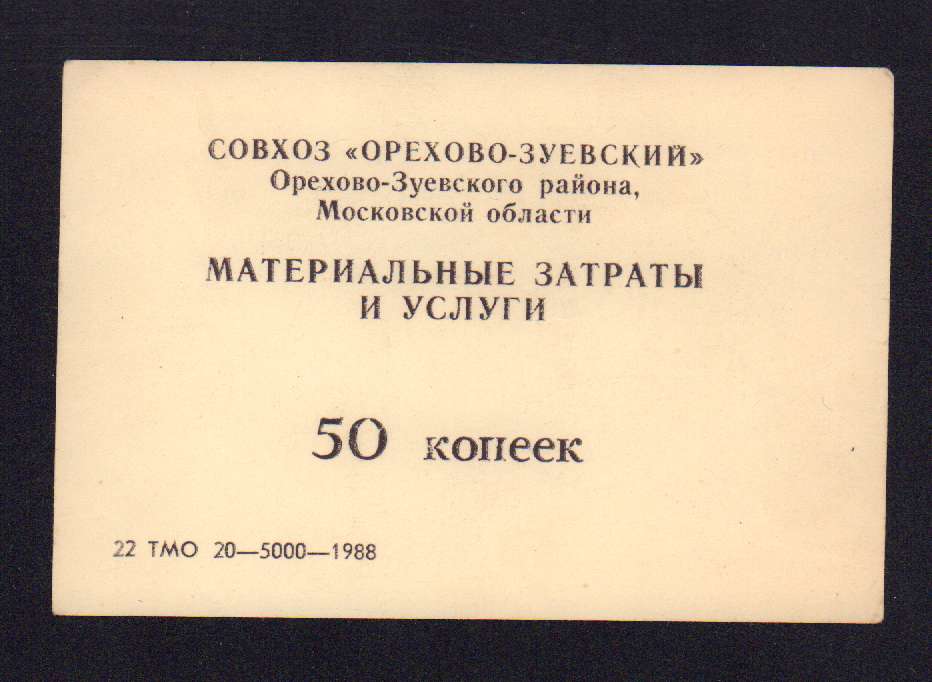 СОВХОЗ «ОРЕХОВО-ЗУЕВСКИЙ»
Орехово-Зуевского района,
Московской области
МАТЕРИАЛЬНЫЕ ЗАТРАТЫ
И УСЛУГИ
50 копеек
22 ТМО 20—5000—1988